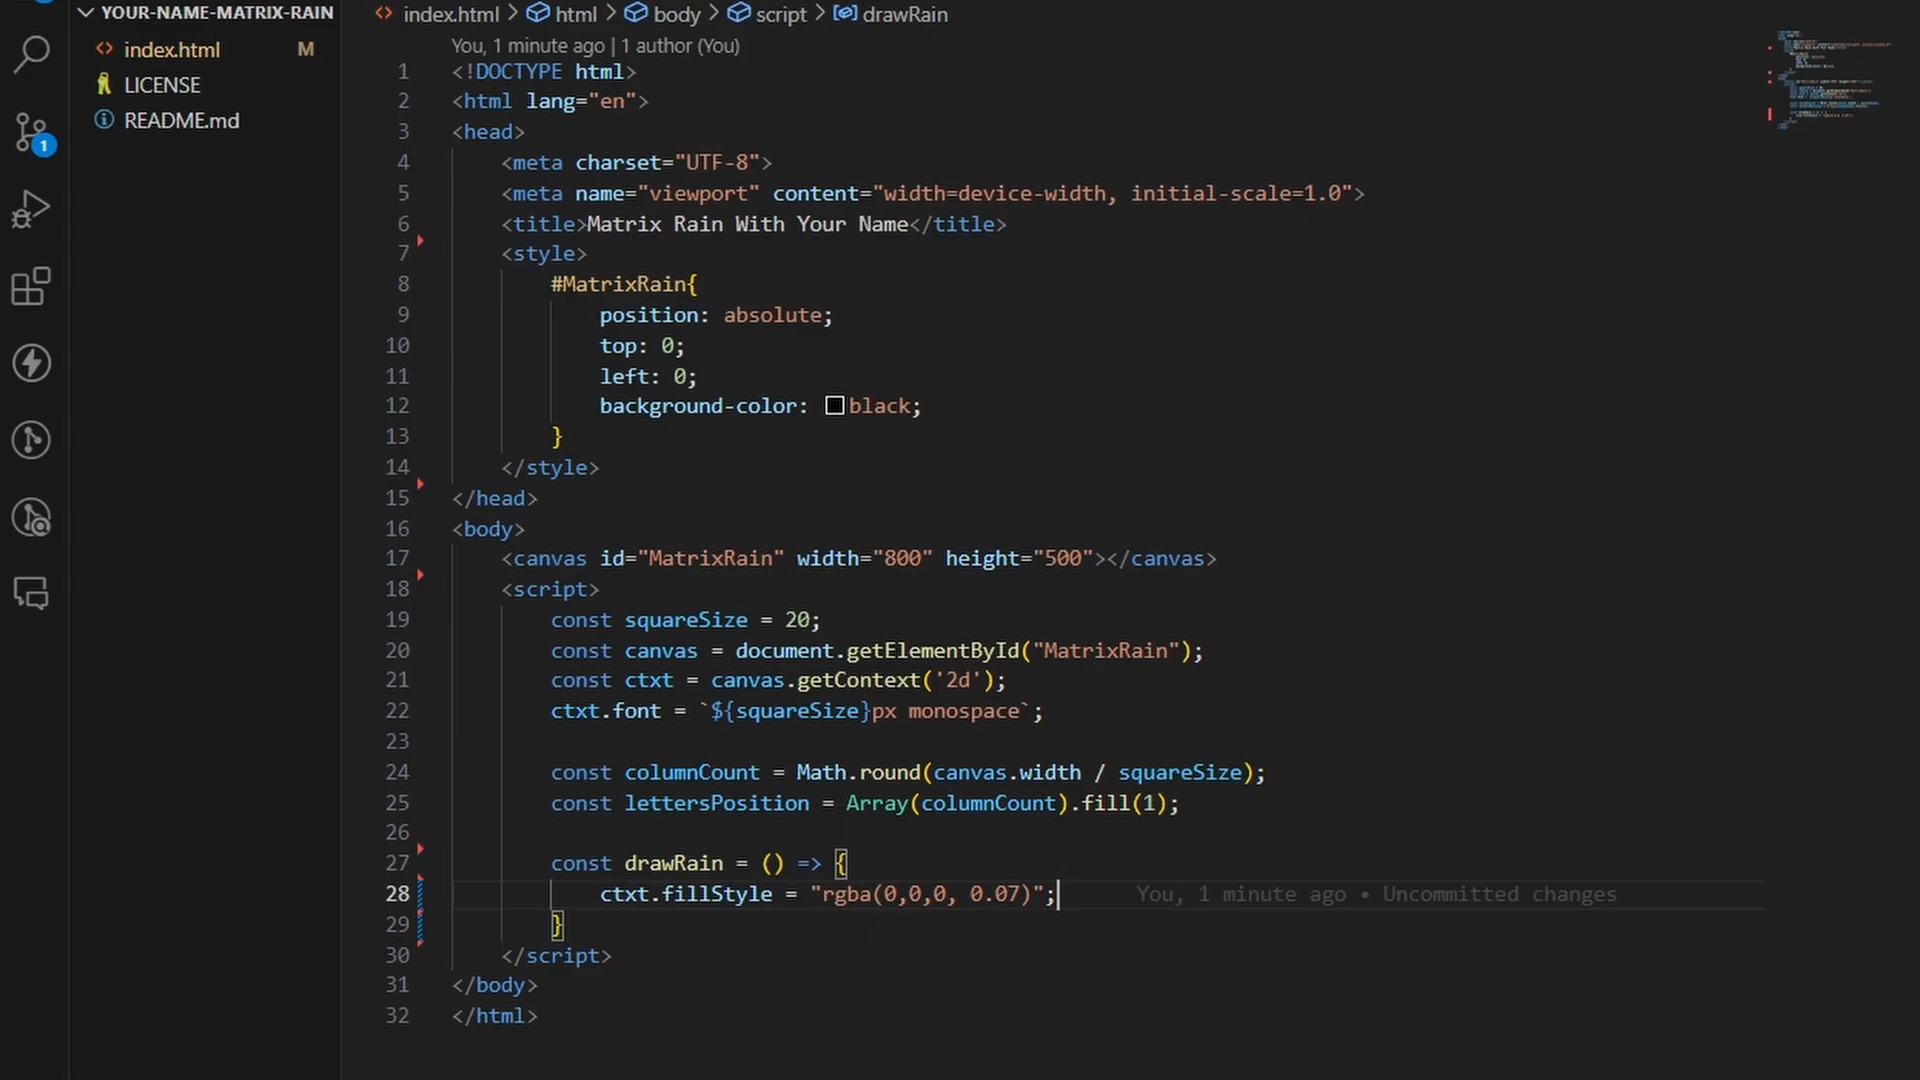 YOUR-NAME-MATRIX-RAIN
index.html M
LICENSE
README.md
1
index.html > html > body > script > drawRain
You, 1 minute ago | 1 author (You)
1 <!DOCTYPE html>
2 <html lang="en">
3 <head>
4 <meta charset="UTF-8">
5 <meta name="viewport" content="width=device-width, initial-scale=1.0">
6 <title>Matrix Rain With Your Name</title>
7 <style>
8 #MatrixRain{
9 position: absolute;
10 top: 0;
11 left: 0;
12 background-color: black;
13 }
14 </style>
15 </head>
16 <body>
17 <canvas id="MatrixRain" width="800" height="500"></canvas>
18 <script>
19 const squareSize = 20;
20 const canvas = document.getElementById("MatrixRain");
21 const ctxt = canvas.getContext('2d');
22 ctxt.font = `${squareSize}px monospace`;
23
24 const columnCount = Math.round(canvas.width / squareSize);
25 const lettersPosition = Array(columnCount).fill(1);
26
27 const drawRain = () => {
28 ctxt.fillStyle = "rgba(0,0,0, 0.07)"; You, 1 minute ago • Uncommitted changes
29 }
30 </script>
31 </body>
32 </html>